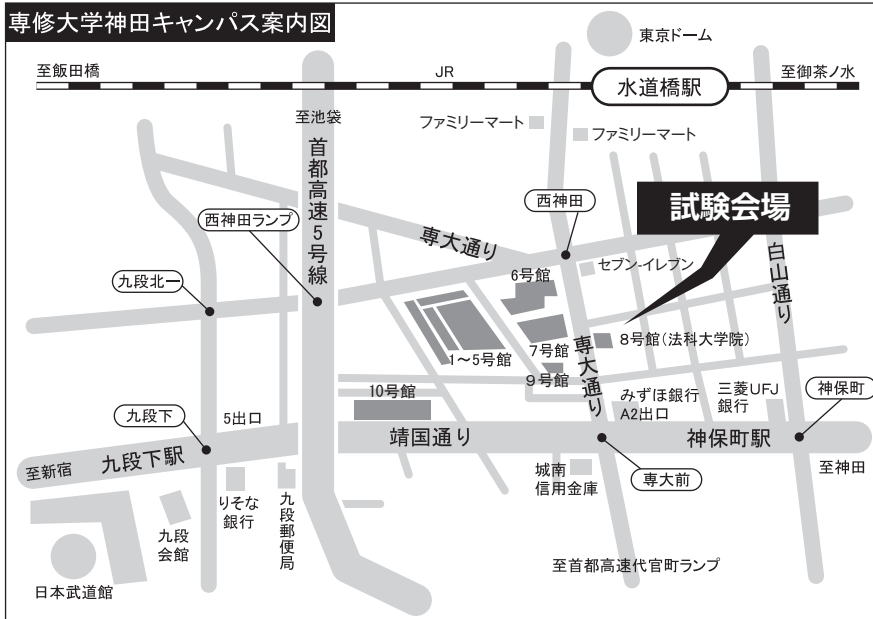 専修大学神田キャンパス案内図
東京ドーム
至飯田橋
JR
水道橋駅
至御茶ノ水
至池袋
ファミリーマート
ファミリーマート
首都高速5号線
西神田
試験会場
西神田ランプ
専大通り
セブン-イレブン
白山通り
九段北一
6号館
1〜5号館
7号館
8号館(法科大学院)
9号館
専大通り
10号館
みずほ銀行
A2出口
三菱UFJ
銀行
神保町
九段下
5出口
靖国通り
神保町駅
九段下駅
至新宿
至神田
城南
信用金庫
専大前
りそな
銀行
九段郵便局
九段
会館
日本武道館
至首都高速代官町ランプ